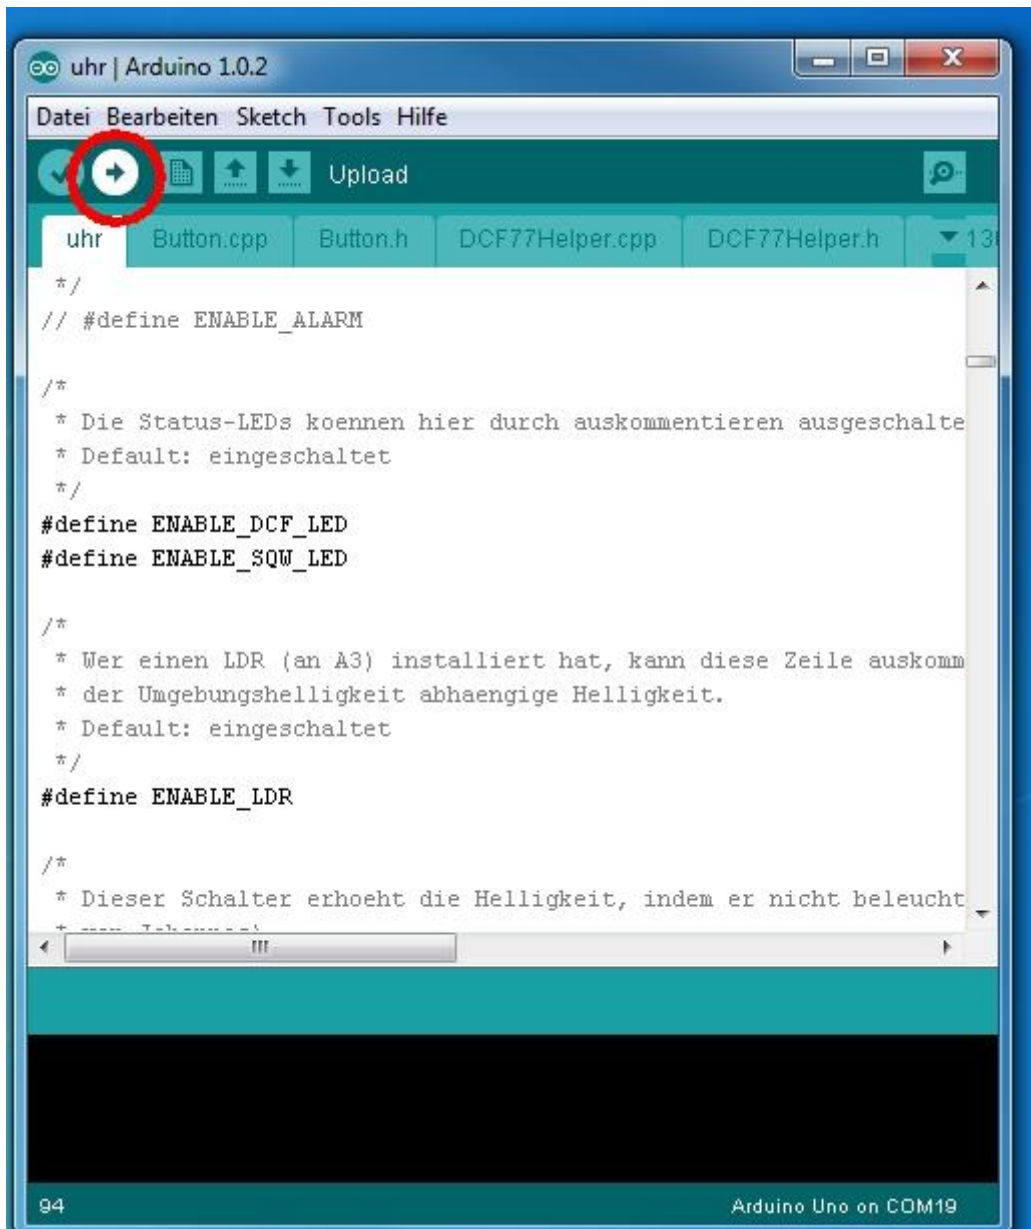 uhr | Arduino 1.0.2
Datei Bearbeiten Sketch Tools Hilfe
Upload
uhr Button.cpp Button.h DCF77Helper.cpp DCF77Helper.h
*/
// #define ENABLE_ALARM
/*
* Die Status-LEDs koennen hier durch auskommentieren ausgeschalte
* Default: eingeschaltet
*/
#define ENABLE_DCF_LED
#define ENABLE_SQW_LED
/*
* Wer einen LDR (an A3) installiert hat, kann diese Zeile auskomm
* der Umgebungshelligkeit abhaengige Helligkeit.
* Default: eingeschaltet
*/
#define ENABLE_LDR
/*
* Dieser Schalter erhoeht die Helligkeit, indem er nicht beleucht
94 Arduino Uno on COM19